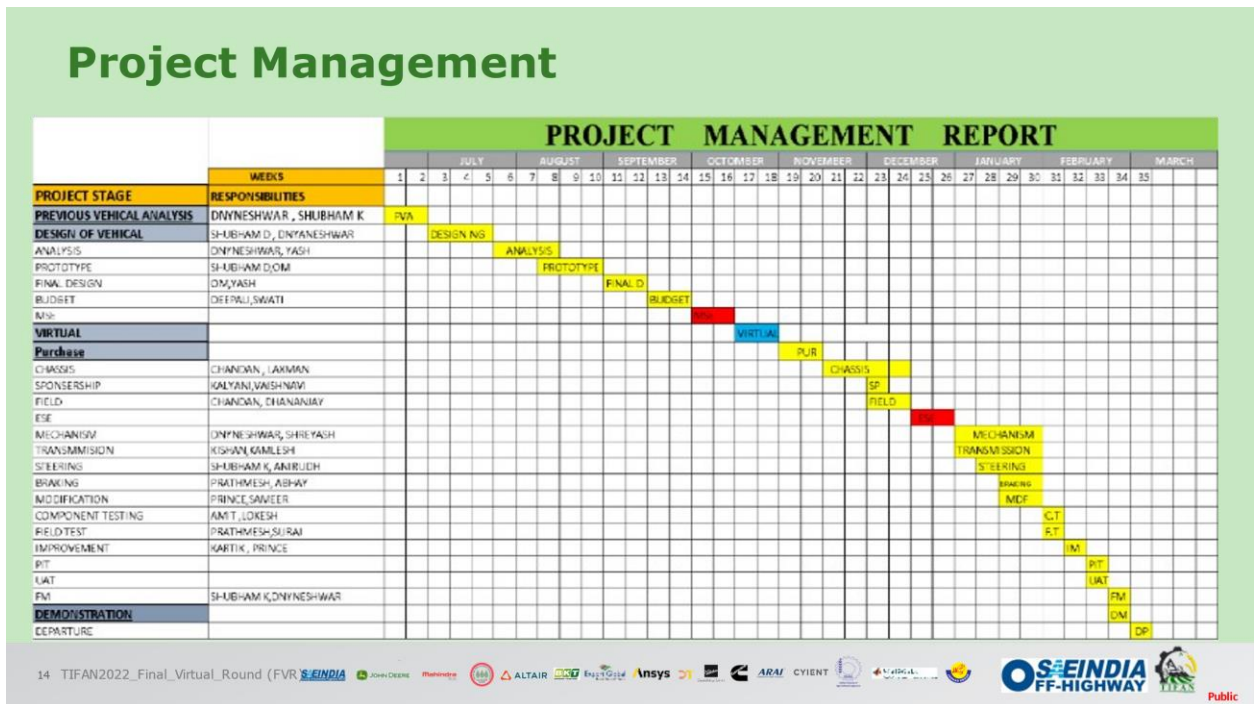 Project Management
PROJECT MANAGEMENT REPORT
JULY AUGUST SEPTEMBER OCTOMBER NOVEMBER DECEMBER JANUARY FEBRUARY MARCH
WEEKS 1 2 3 4 5 6 7 8 9 10 11 12 13 14 15 16 17 18 19 20 21 22 23 24 25 26 27 28 29 30 31 32 33 34 35
PROJECT STAGE RESPONSIBILITIES
PREVIOUS VEHICAL ANALYSIS DNYNESHWAR , SHUBHAM K PVA
DESIGN OF VEHICAL SHUBHAM D, DNYANESHWAR DESIGNING
ANALYSIS DNYNESHWAR, YASH ANALYSIS
PROTOTYPE SHUBHAM D,OM PROTOTYPE
FINAL DESIGN OM,YASH FINAL D
BUDGET DEEPALI,SWATI BUDGET
MSE MSE
VIRTUAL VIRTUAL
Purchase PUR
CHASSIS CHANDAN , LAXMAN CHASSIS
SPONSERSHIP KALYANI,VAISHNAVI SP
FIELD CHANDAN, DHANANJAY FIELD
ESE ESE
MECHANISM DNYNESHWAR, SHREYASH MECHANISM
TRANSMMISION KISHAN,KAMLESH TRANSMISSION
STEERING SHUBHAM K, ANIRUDH STEERING
BRAKING PRATHMESH, ABHAY BRAKING
MODIFICATION PRINCE,SAMEER MDF
COMPONENT TESTING AMIT ,LOKESH C.T
FIELD TEST PRATHMESH,SURAJ F.T
IMPROVEMENT KARTIK , PRINCE IM
PIT PIT
UAT UAT
FM SHUBHAM K,DNYNESHWAR FM
DEMONSTRATION DM
DEPARTURE DP
14 TIFAN2022_Final_Virtual_Round (FVR) SAEINDIA JOHN DEERE Mahindra ALTAIR BKT Ansys ARAI CYIENT
SAEINDIA
OFF-HIGHWAY
TIFAN
Public